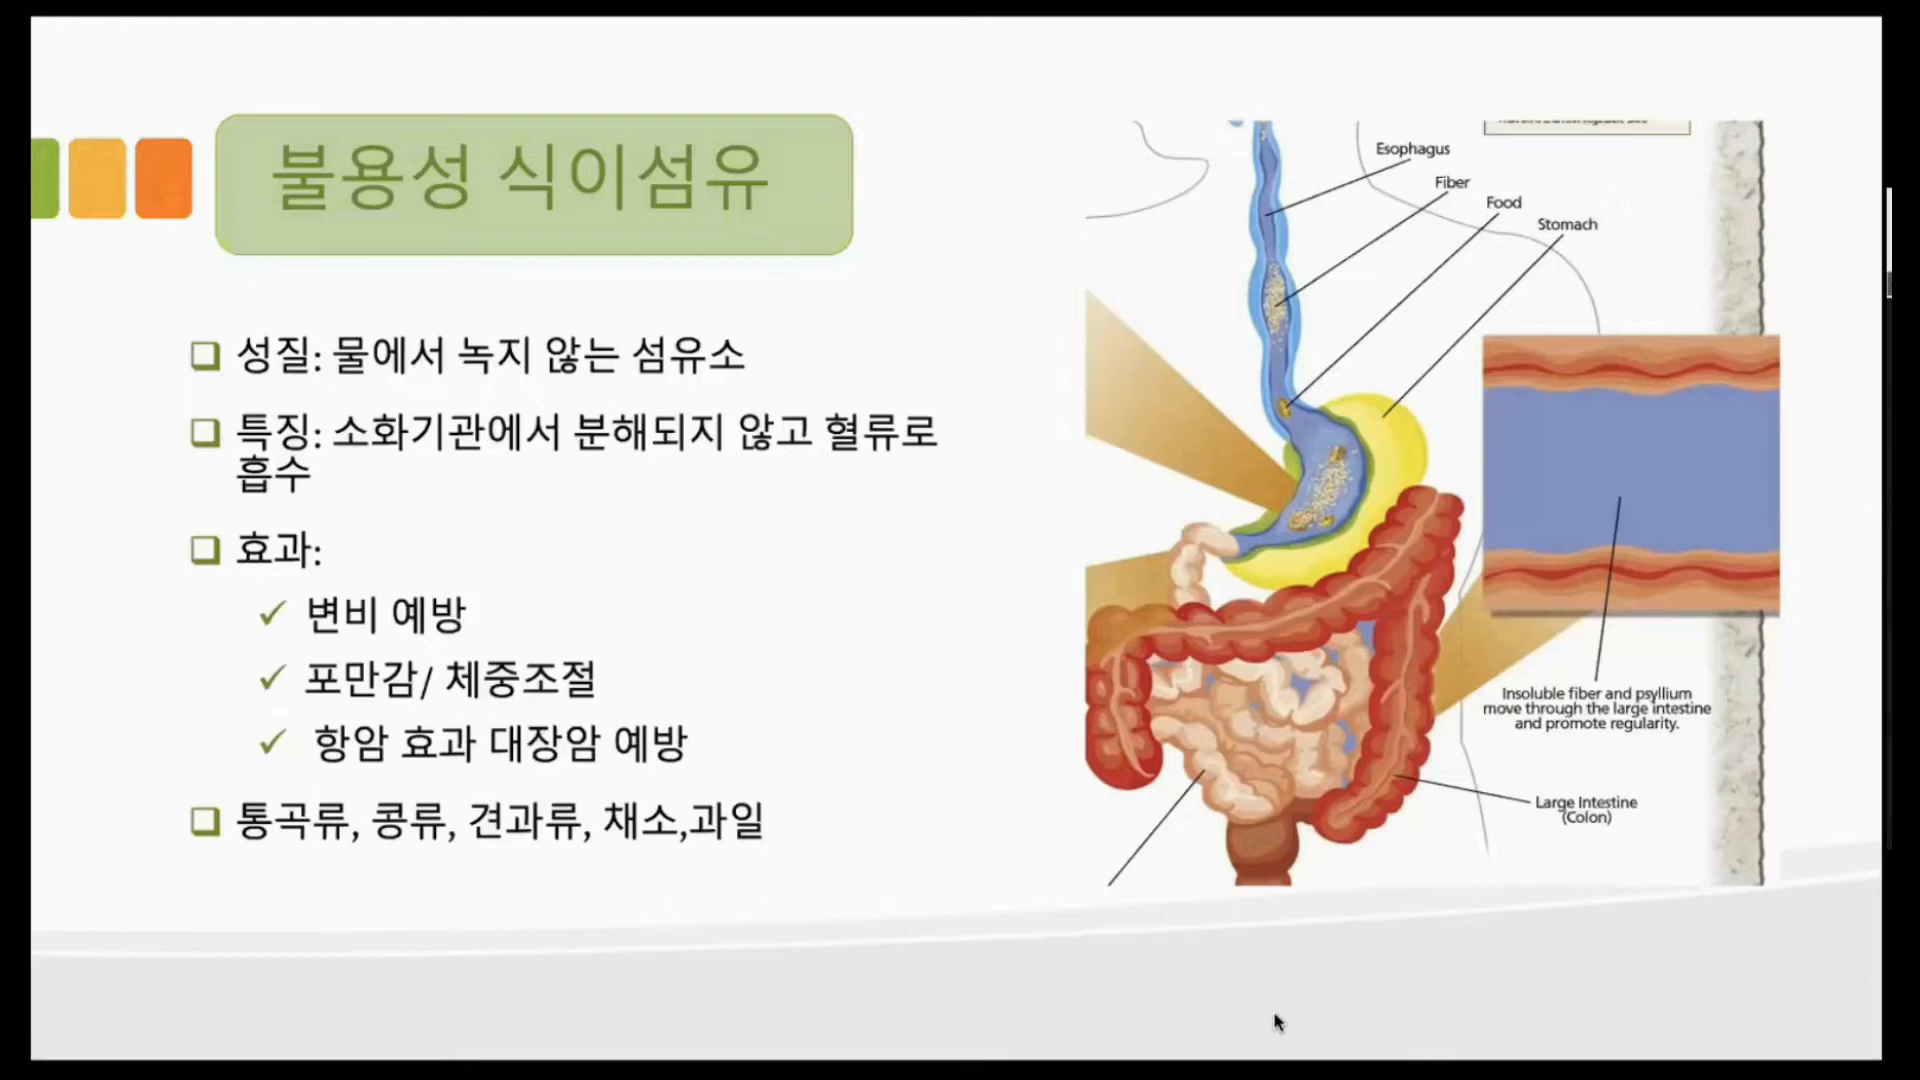 불용성 식이섬유
성질: 물에서 녹지 않는 섬유소
특징: 소화기관에서 분해되지 않고 혈류로
흡수
효과:
변비 예방
포만감/ 체중조절
항암 효과 대장암 예방
통곡류, 콩류, 견과류, 채소,과일
Esophagus
Fiber
Food
Stomach
Insoluble fiber and psyllium
move through the large intestine
and promote regularity.
Large Intestine
(Colon)